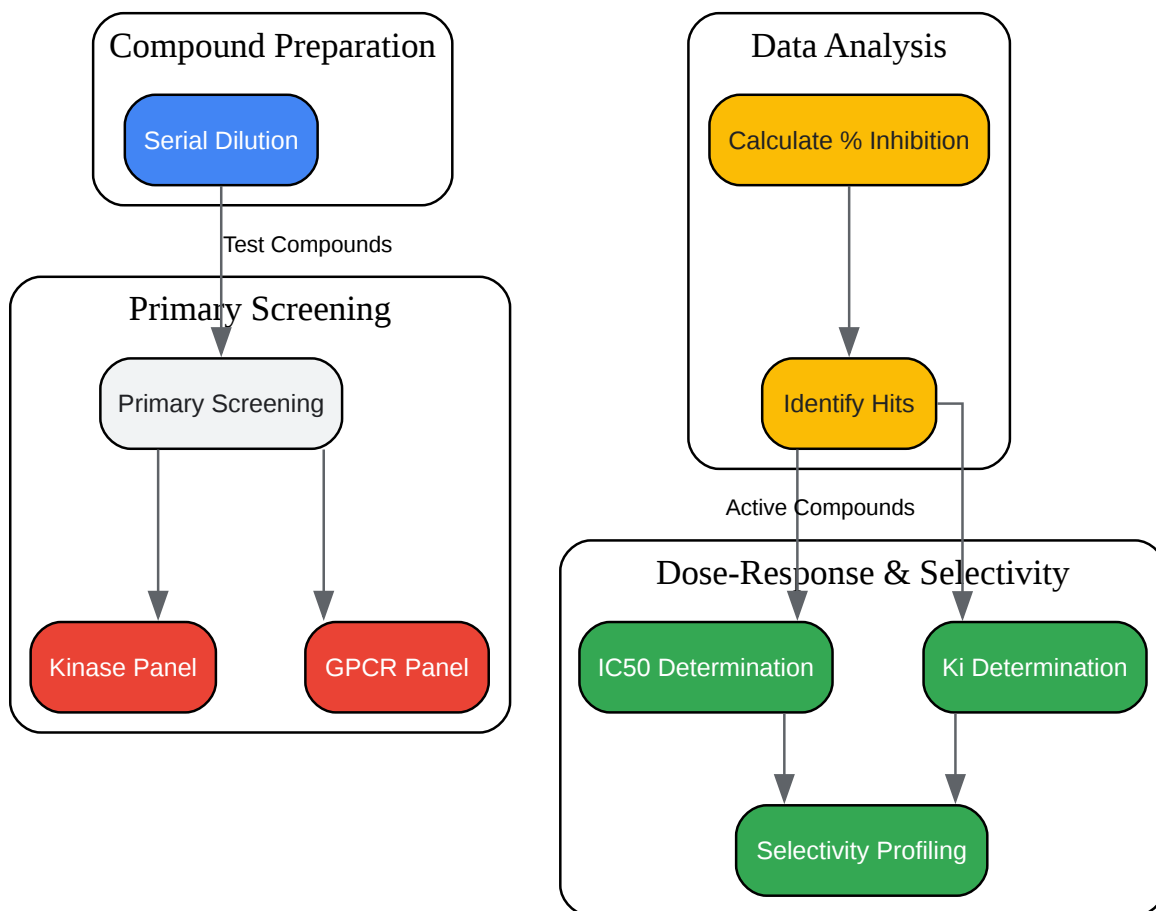 Compound Preparation
Serial Dilution
Test Compounds
Primary Screening
Primary Screening
Kinase Panel
GPCR Panel
Data Analysis
Calculate % Inhibition
Identify Hits
Active Compounds
Dose-Response & Selectivity
IC50 Determination
Ki Determination
Selectivity Profiling